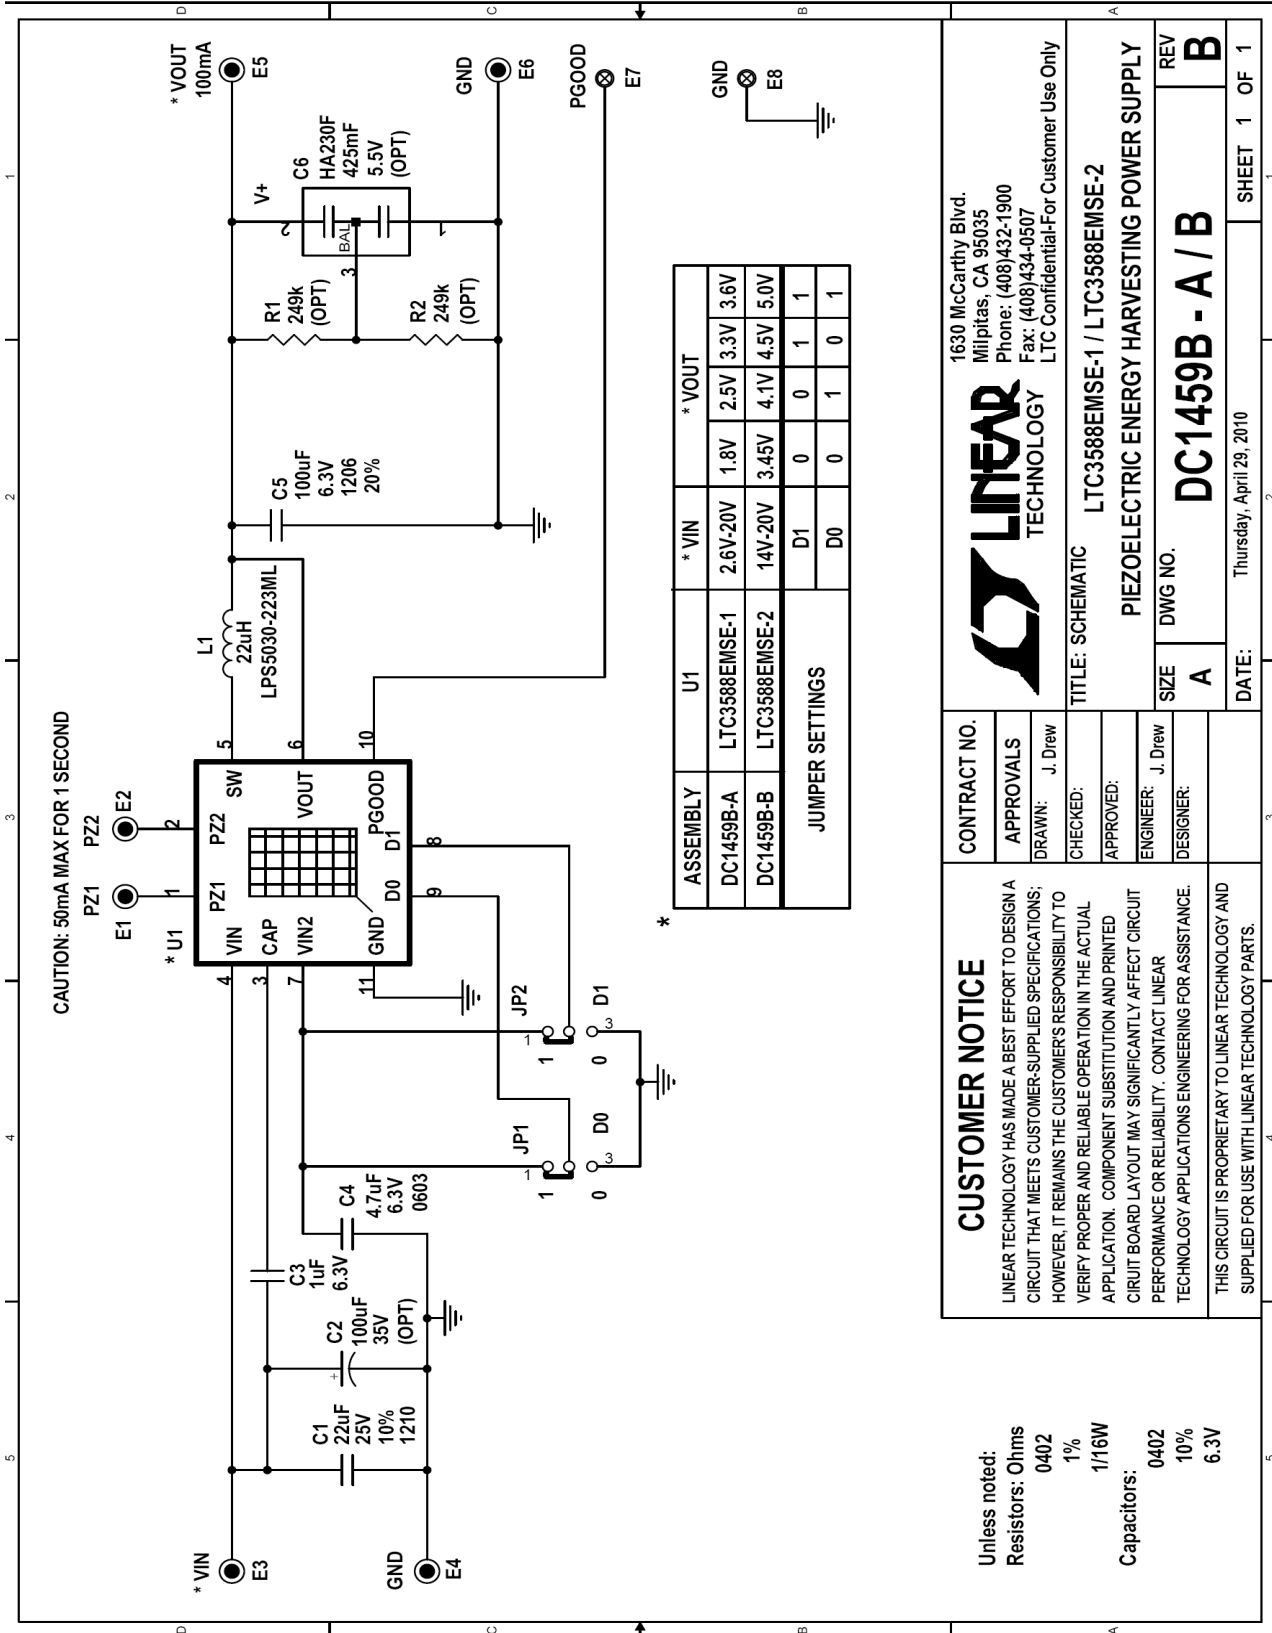 5
4
3
2
1
D
C
B
A
CAUTION: 50mA MAX FOR 1 SECOND
PZ1
E1
PZ2
E2
* U1
1
2
PZ1
PZ2
VIN
CAP
VIN2
GND
SW
VOUT
PGOOD
D0
D1
4
3
7
11
5
6
10
9
8
* VIN
E3
GND
E4
C1
22uF
25V
10%
1210
+
C2
100uF
35V
(OPT)
C3
1uF
6.3V
C4
4.7uF
6.3V
0603
JP1
1
1
0
3
D0
JP2
1
1
0
3
D1
L1
22uH
LPS5030-223ML
C5
100uF
6.3V
1206
20%
R1
249k
(OPT)
R2
249k
(OPT)
V+
2
BAL
3
1
C6
HA230F
425mF
5.5V
(OPT)
* VOUT
100mA
E5
GND
E6
PGOOD
E7
GND
E8
*
ASSEMBLY U1 * VIN * VOUT
DC1459B-A LTC3588EMSE-1 2.6V-20V 1.8V 2.5V 3.3V 3.6V
DC1459B-B LTC3588EMSE-2 14V-20V 3.45V 4.1V 4.5V 5.0V
JUMPER SETTINGS
D1 0 0 1 1
D0 0 1 0 1
Unless noted:
Resistors: Ohms
0402
1%
1/16W
Capacitors:
0402
10%
6.3V
CUSTOMER NOTICE
LINEAR TECHNOLOGY HAS MADE A BEST EFFORT TO DESIGN A
CIRCUIT THAT MEETS CUSTOMER-SUPPLIED SPECIFICATIONS;
HOWEVER, IT REMAINS THE CUSTOMER'S RESPONSIBILITY TO
VERIFY PROPER AND RELIABLE OPERATION IN THE ACTUAL
APPLICATION. COMPONENT SUBSTITUTION AND PRINTED
CIRUIT BOARD LAYOUT MAY SIGNIFICANTLY AFFECT CIRCUIT
PERFORMANCE OR RELIABILITY. CONTACT LINEAR
TECHNOLOGY APPLICATIONS ENGINEERING FOR ASSISTANCE.
THIS CIRCUIT IS PROPRIETARY TO LINEAR TECHNOLOGY AND
SUPPLIED FOR USE WITH LINEAR TECHNOLOGY PARTS.
CONTRACT NO.
APPROVALS
DRAWN: J. Drew
CHECKED:
APPROVED:
ENGINEER: J. Drew
DESIGNER:
LINEAR
TECHNOLOGY
1630 McCarthy Blvd.
Milpitas, CA 95035
Phone: (408)432-1900
Fax: (408)434-0507
LTC Confidential-For Customer Use Only
TITLE: SCHEMATIC
LTC3588EMSE-1 / LTC3588EMSE-2
PIEZOELECTRIC ENERGY HARVESTING POWER SUPPLY
SIZE
A
DWG NO.
DC1459B - A / B
REV
B
DATE: Thursday, April 29, 2010
SHEET 1 OF 1
5
4
3
2
1
D
C
B
A